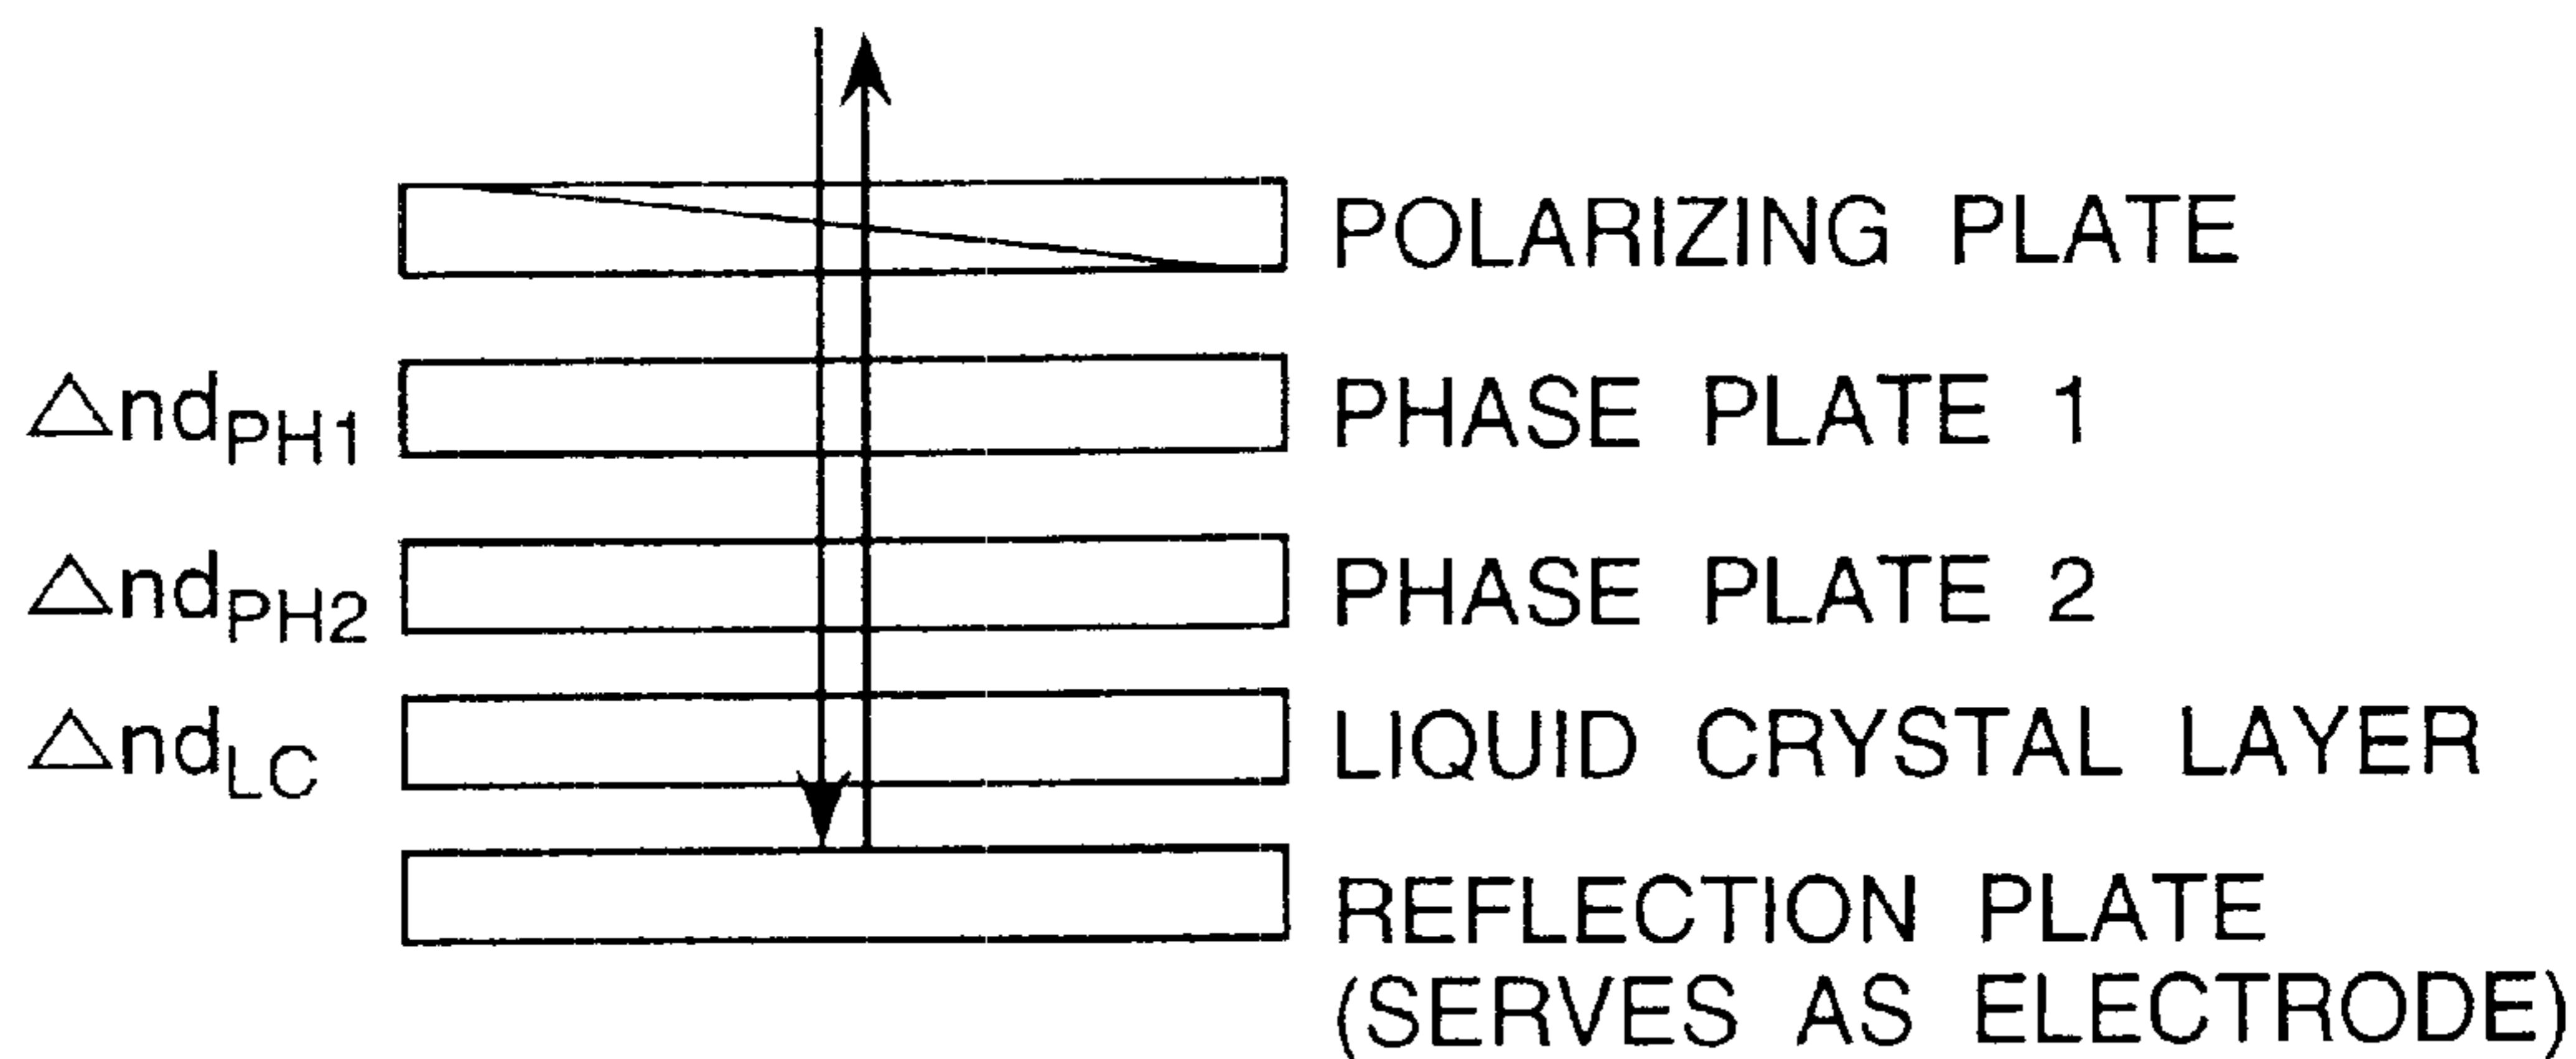 POLARIZING PLATE
△nd_PH1 PHASE PLATE 1
△nd_PH2 PHASE PLATE 2
△nd_LC LIQUID CRYSTAL LAYER
REFLECTION PLATE
(SERVES AS ELECTRODE)